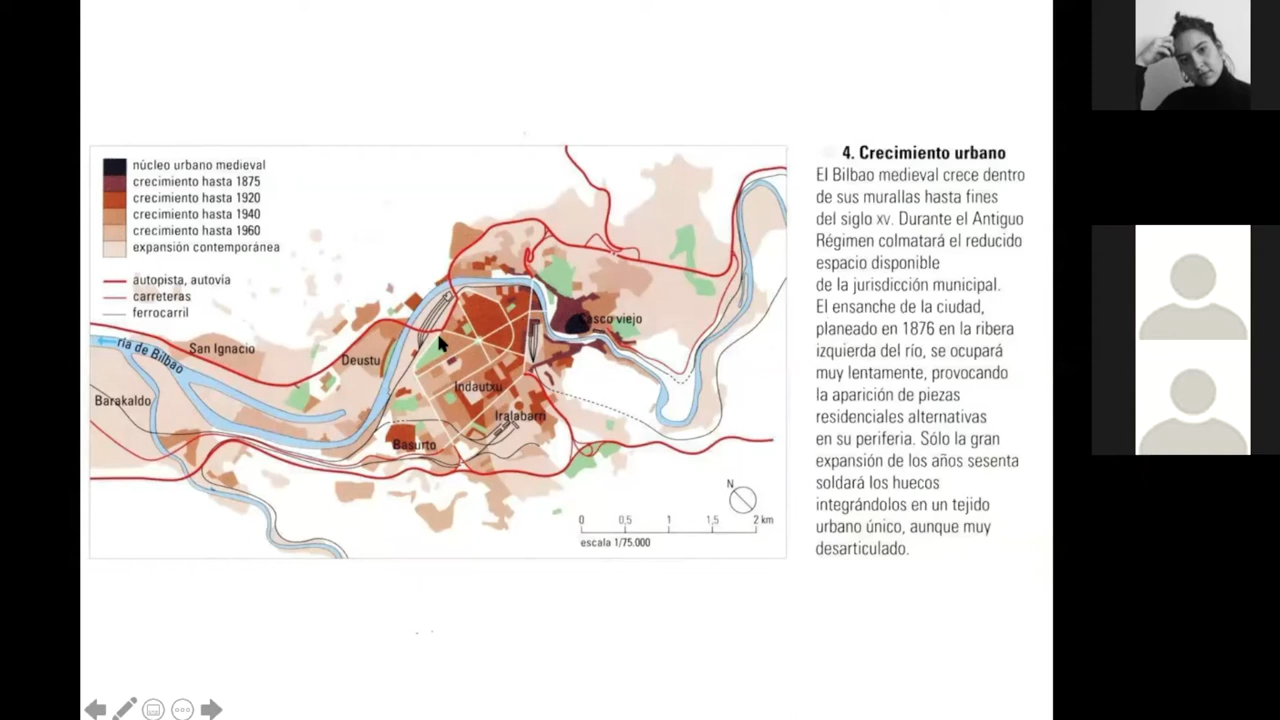 núcleo urbano medieval
crecimiento hasta 1875
crecimiento hasta 1920
crecimiento hasta 1940
crecimiento hasta 1960
expansión contemporánea
autopista, autovía
carreteras
ferrocarril
ría de Bilbao
San Ignacio
Barakaldo
Deustu
Casco viejo
Indautxu
Iralabarri
Basurto
N
0 0,5 1 1,5 2 km
escala 1/75.000
4. Crecimiento urbano
El Bilbao medieval crece dentro
de sus murallas hasta fines
del siglo XV. Durante el Antiguo
Régimen colmatará el reducido
espacio disponible
de la jurisdicción municipal.
El ensanche de la ciudad,
planeado en 1876 en la ribera
izquierda del río, se ocupará
muy lentamente, provocando
la aparición de piezas
residenciales alternativas
en su periferia. Sólo la gran
expansión de los años sesenta
soldará los huecos
integrándolos en un tejido
urbano único, aunque muy
desarticulado.